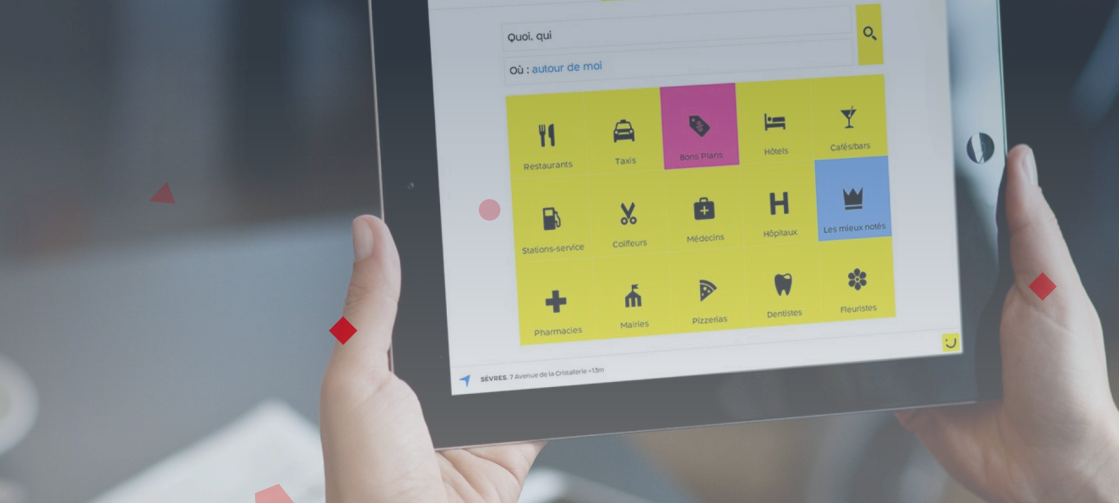 Quoi, qui
Où : autour de moi
Restaurants
Taxis
Bons Plans
Hôtels
Cafés/bars
Stations-service
Coiffeurs
Médecins
Hôpitaux
Les mieux notés
Pharmacies
Mairies
Pizzerias
Dentistes
Fleuristes
SÈVRES, 7 Avenue de la Cristallerie ±13m